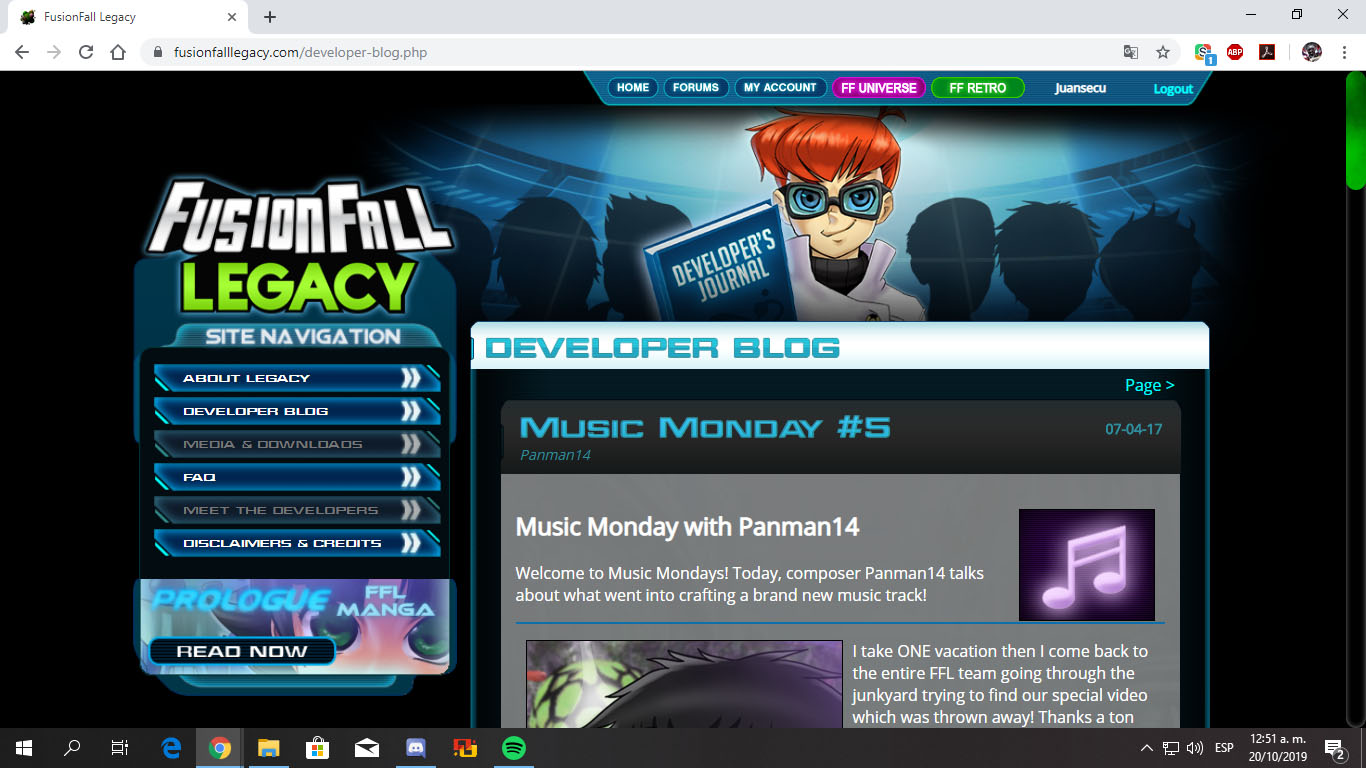 FusionFall Legacy
fusionfalllegacy.com/developer-blog.php
1
ABP
HOME
FORUMS
MY ACCOUNT
FF UNIVERSE
FF RETRO
Juansecu
Logout
FUSIONFALL
LEGACY
DEVELOPER'S
JOURNAL
SITE NAVIGATION
ABOUT LEGACY
DEVELOPER BLOG
MEDIA & DOWNLOADS
FAQ
MEET THE DEVELOPERS
DISCLAIMERS & CREDITS
PROLOGUE
FFL
MANGA
READ NOW
DEVELOPER BLOG
Page >
Music Monday #5
07-04-17
Panman14
Music Monday with Panman14
Welcome to Music Mondays! Today, composer Panman14 talks
about what went into crafting a brand new music track!
I take ONE vacation then I come back to
the entire FFL team going through the
junkyard trying to find our special video
which was thrown away! Thanks a ton
ESP
12:51 a. m.
20/10/2019
2